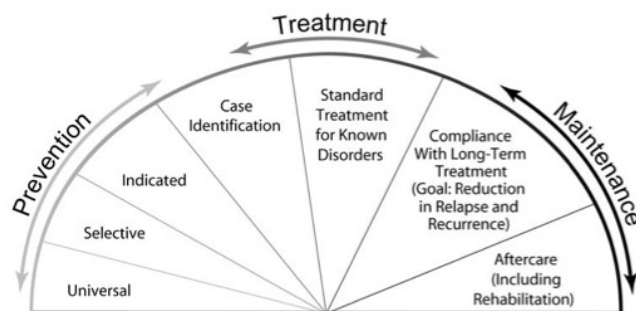 Prevention
Treatment
Maintenance
Universal
Selective
Indicated
Case
Identification
Standard
Treatment
for Known
Disorders
Compliance
With Long-Term
Treatment
(Goal: Reduction
in Relapse and
Recurrence)
Aftercare
(Including
Rehabilitation)